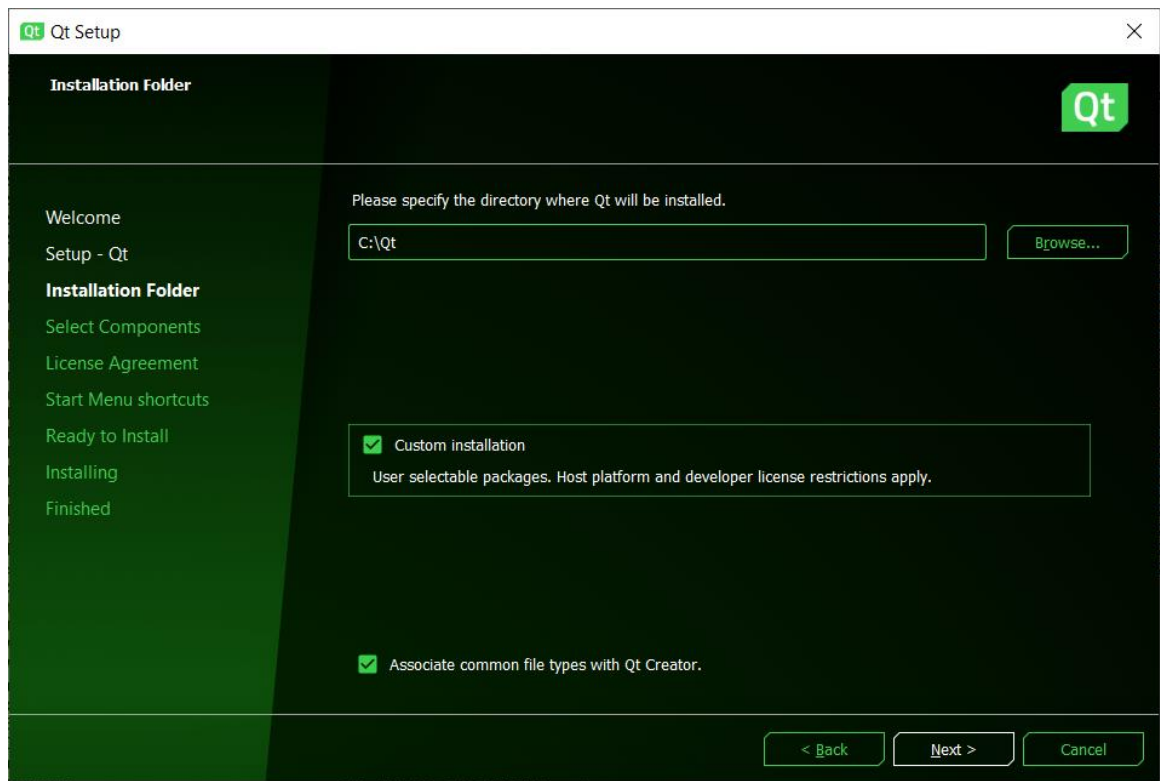 Qt Qt Setup
Installation Folder
Qt
Welcome
Setup - Qt
Installation Folder
Select Components
License Agreement
Start Menu shortcuts
Ready to Install
Installing
Finished
Please specify the directory where Qt will be installed.
C:\Qt
Browse...
Custom installation
User selectable packages. Host platform and developer license restrictions apply.
Associate common file types with Qt Creator.
< Back Next > Cancel